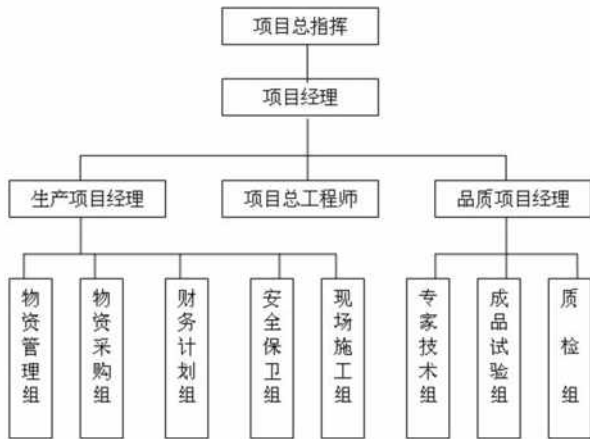 项目总指挥
项目经理
生产项目经理
项目总工程师
品质项目经理
物资管理组
物资采购组
财务计划组
安全保卫组
现场施工组
专家技术组
成品试验组
质检组